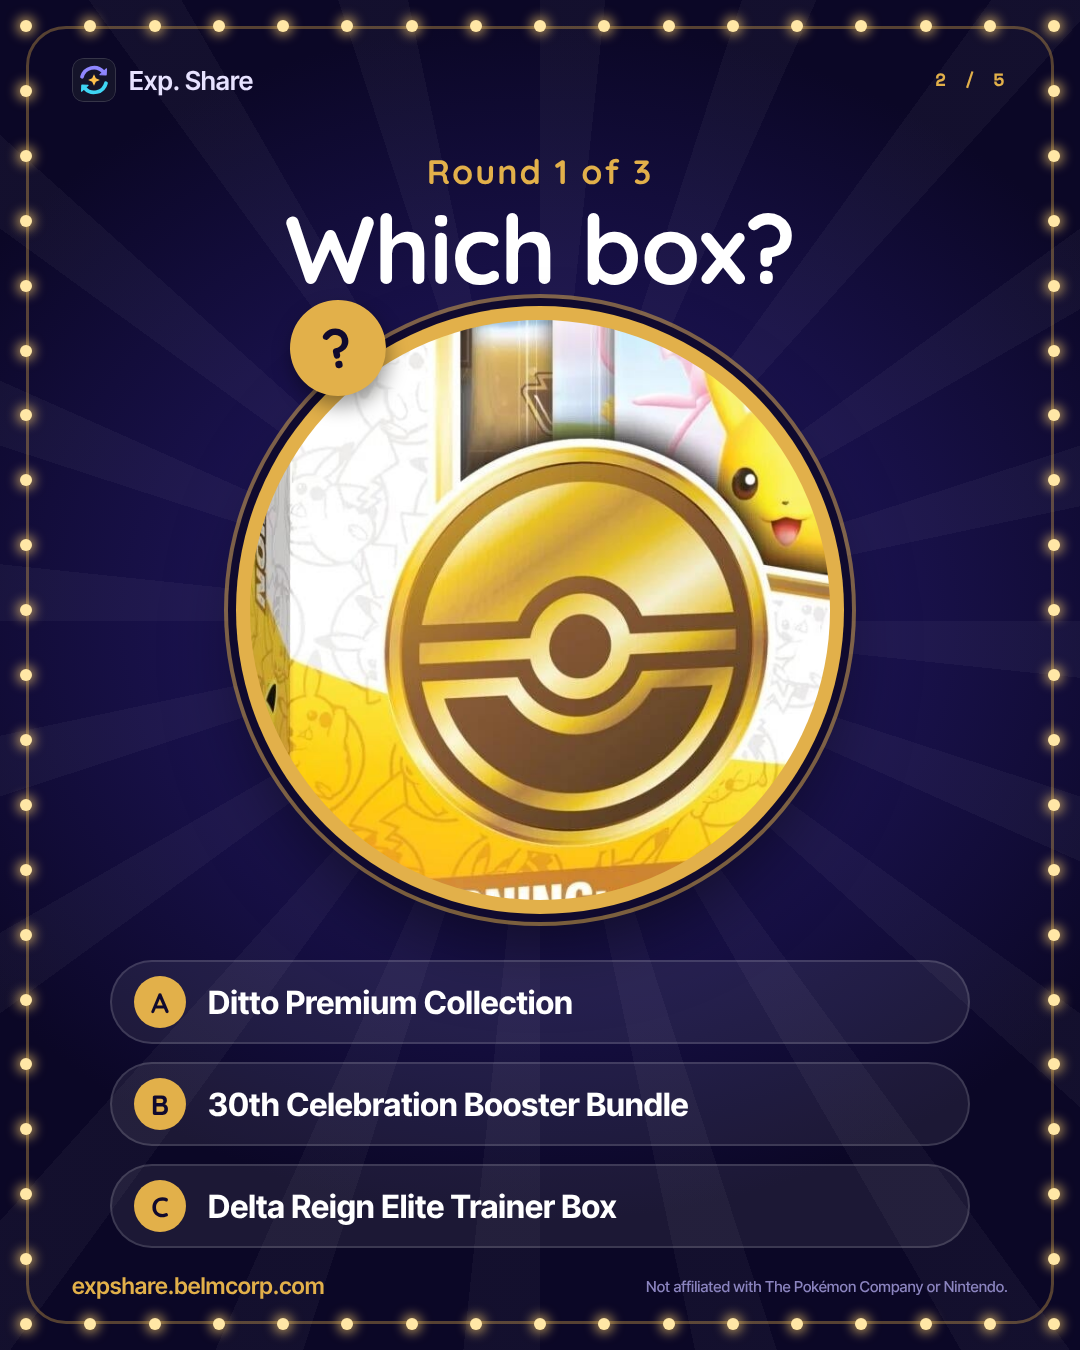 Exp. Share
2 / 5
Round 1 of 3
Which box?
?
A Ditto Premium Collection
B 30th Celebration Booster Bundle
C Delta Reign Elite Trainer Box
expshare.belmcorp.com
Not affiliated with The Pokémon Company or Nintendo.